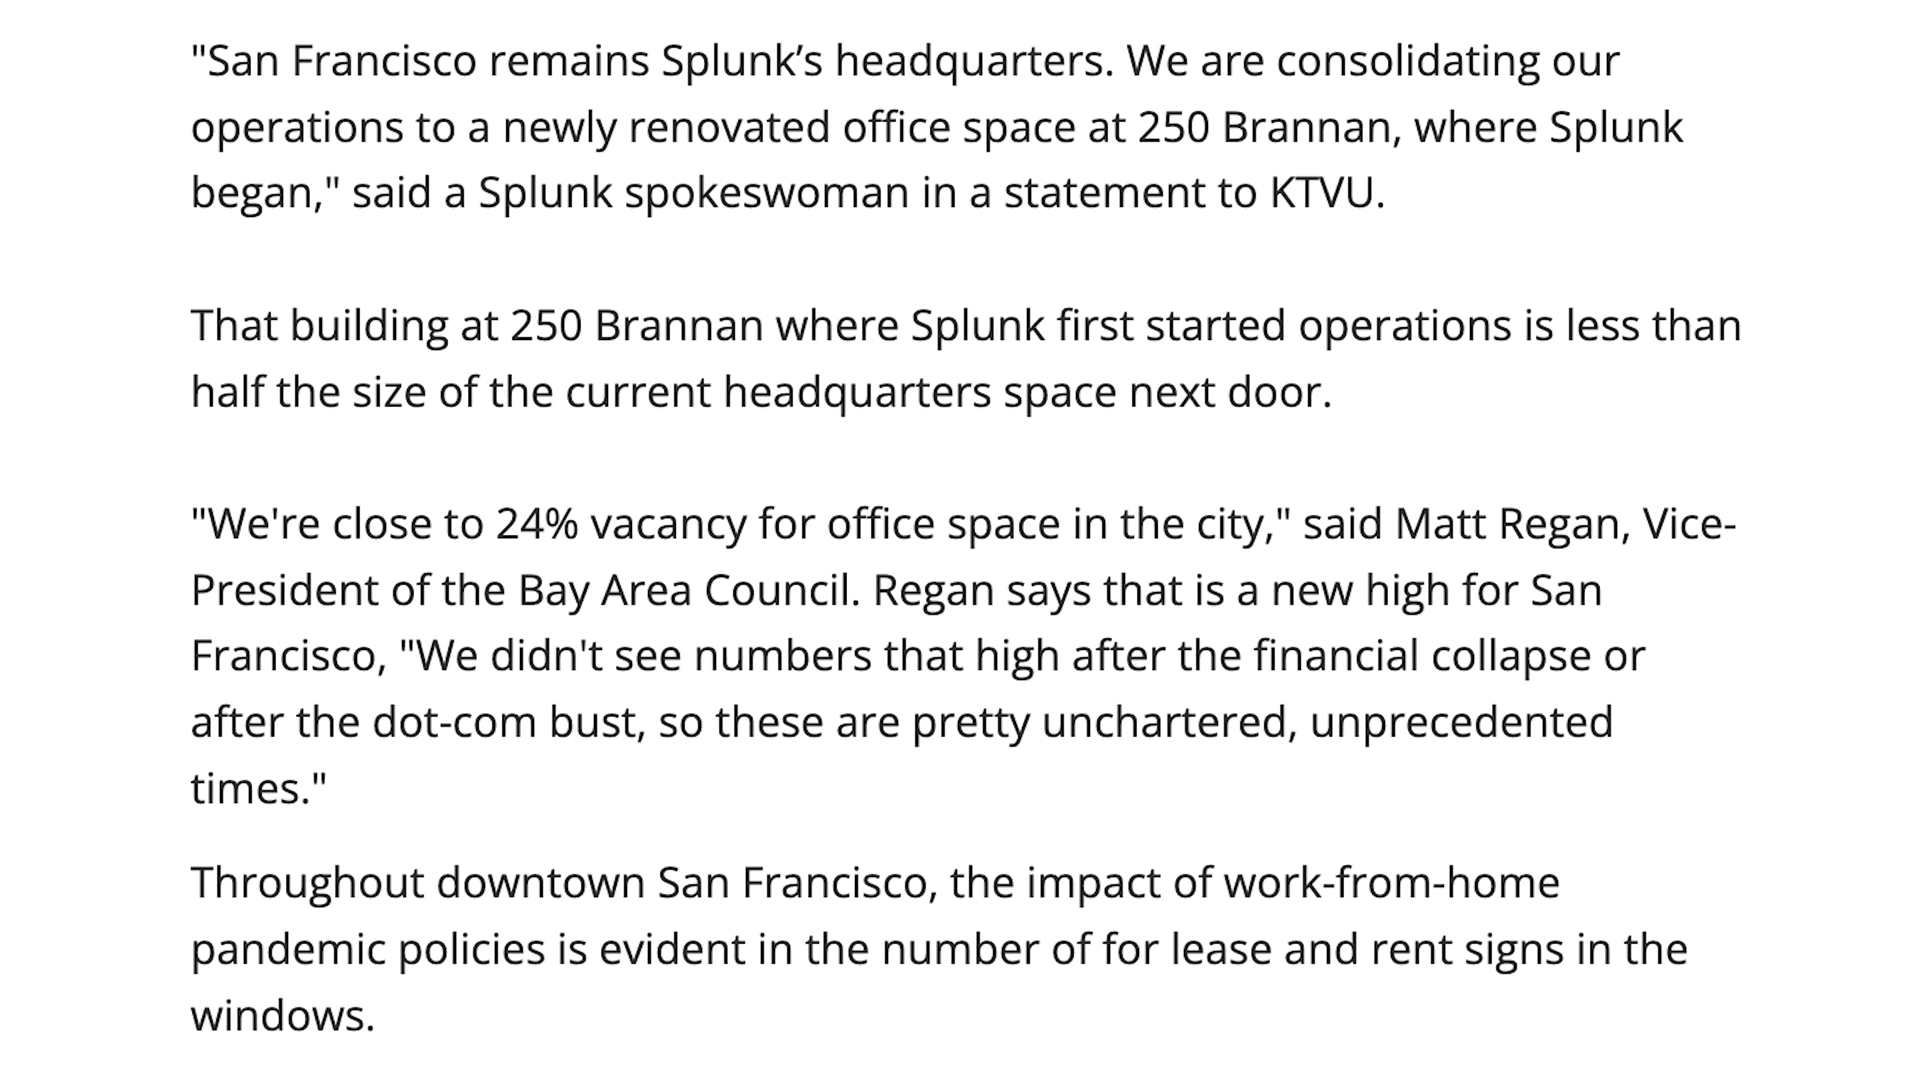 "San Francisco remains Splunk’s headquarters. We are consolidating our
operations to a newly renovated office space at 250 Brannan, where Splunk
began," said a Splunk spokeswoman in a statement to KTVU.
That building at 250 Brannan where Splunk first started operations is less than
half the size of the current headquarters space next door.
"We're close to 24% vacancy for office space in the city," said Matt Regan, Vice-
President of the Bay Area Council. Regan says that is a new high for San
Francisco, "We didn't see numbers that high after the financial collapse or
after the dot-com bust, so these are pretty unchartered, unprecedented
times."
Throughout downtown San Francisco, the impact of work-from-home
pandemic policies is evident in the number of for lease and rent signs in the
windows.